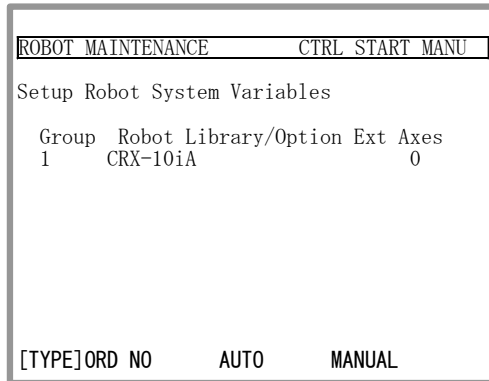 ROBOT MAINTENANCE CTRL START MANU
Setup Robot System Variables
Group Robot Library/Option Ext Axes
1 CRX-10iA 0
[TYPE]ORD NO AUTO MANUAL